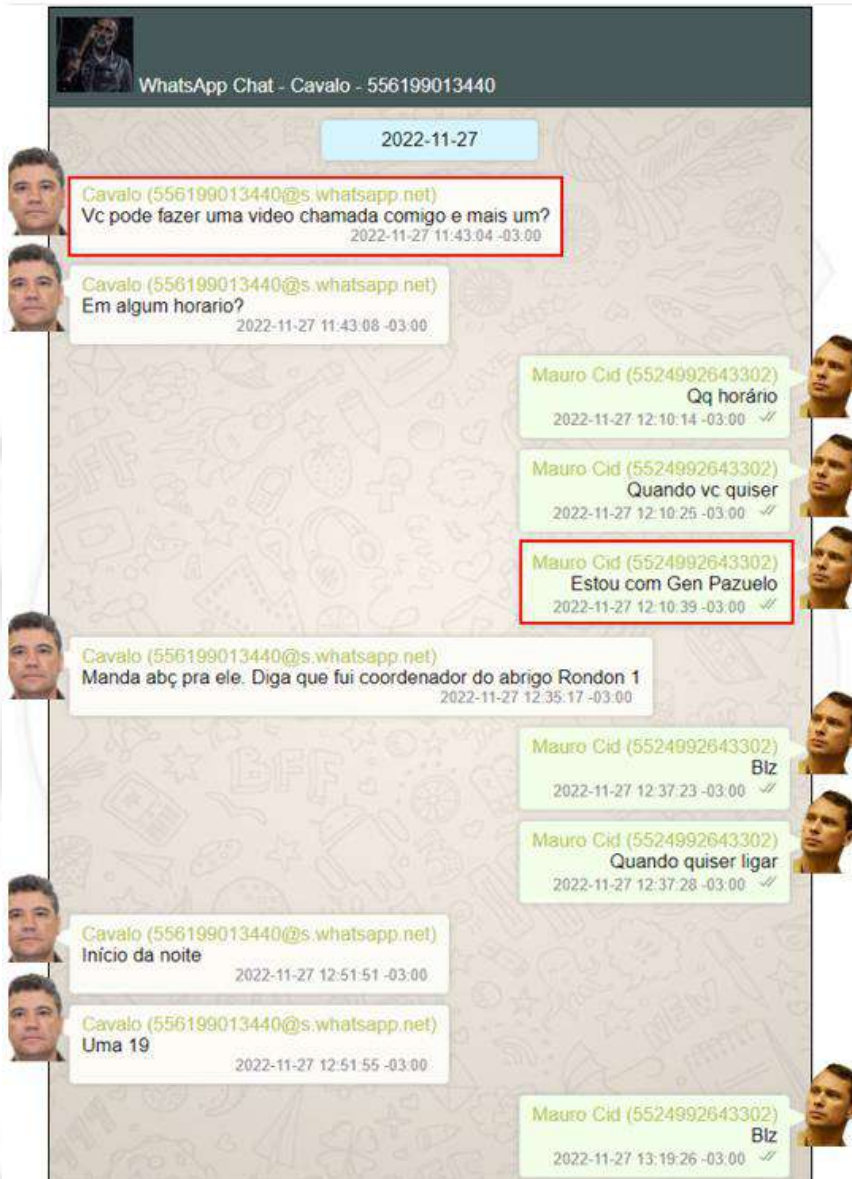 WhatsApp Chat - Cavalo - 556199013440
2022-11-27
Cavalo (556199013440@s.whatsapp.net)
Vc pode fazer uma video chamada comigo e mais um?
2022-11-27 11:43:04 -03:00
Cavalo (556199013440@s.whatsapp.net)
Em algum horario?
2022-11-27 11:43:08 -03:00
Mauro Cid (5524992643302)
Qq horário
2022-11-27 12:10:14 -03:00
Mauro Cid (5524992643302)
Quando vc quiser
2022-11-27 12:10:25 -03:00
Mauro Cid (5524992643302)
Estou com Gen Pazuelo
2022-11-27 12:10:39 -03:00
Cavalo (556199013440@s.whatsapp.net)
Manda abç pra ele. Diga que fui coordenador do abrigo Rondon 1
2022-11-27 12:35:17 -03:00
Mauro Cid (5524992643302)
Blz
2022-11-27 12:37:23 -03:00
Mauro Cid (5524992643302)
Quando quiser ligar
2022-11-27 12:37:28 -03:00
Cavalo (556199013440@s.whatsapp.net)
Início da noite
2022-11-27 12:51:51 -03:00
Cavalo (556199013440@s.whatsapp.net)
Uma 19
2022-11-27 12:51:55 -03:00
Mauro Cid (5524992643302)
Blz
2022-11-27 13:19:26 -03:00